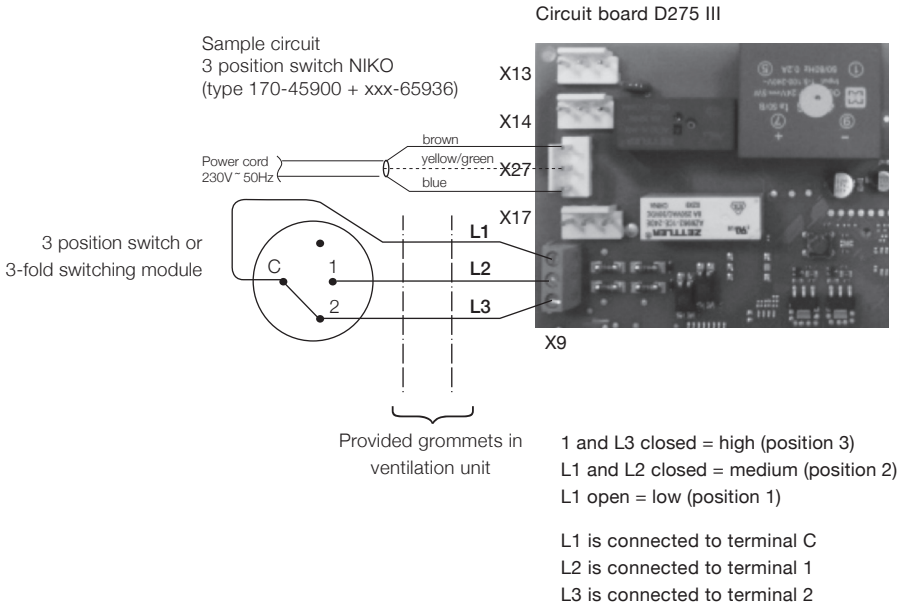 Circuit board D275 III
Sample circuit
3 position switch NIKO
(type 170-45900 + xxx-65936)
X13
X14
brown
Power cord
230V~ 50Hz
yellow/green
X27
blue
X17
L1
3 position switch or
3-fold switching module
C
1
L2
2
L3
X9
ZETTLER
Provided grommets in
ventilation unit
1 and L3 closed = high (position 3)
L1 and L2 closed = medium (position 2)
L1 open = low (position 1)
L1 is connected to terminal C
L2 is connected to terminal 1
L3 is connected to terminal 2